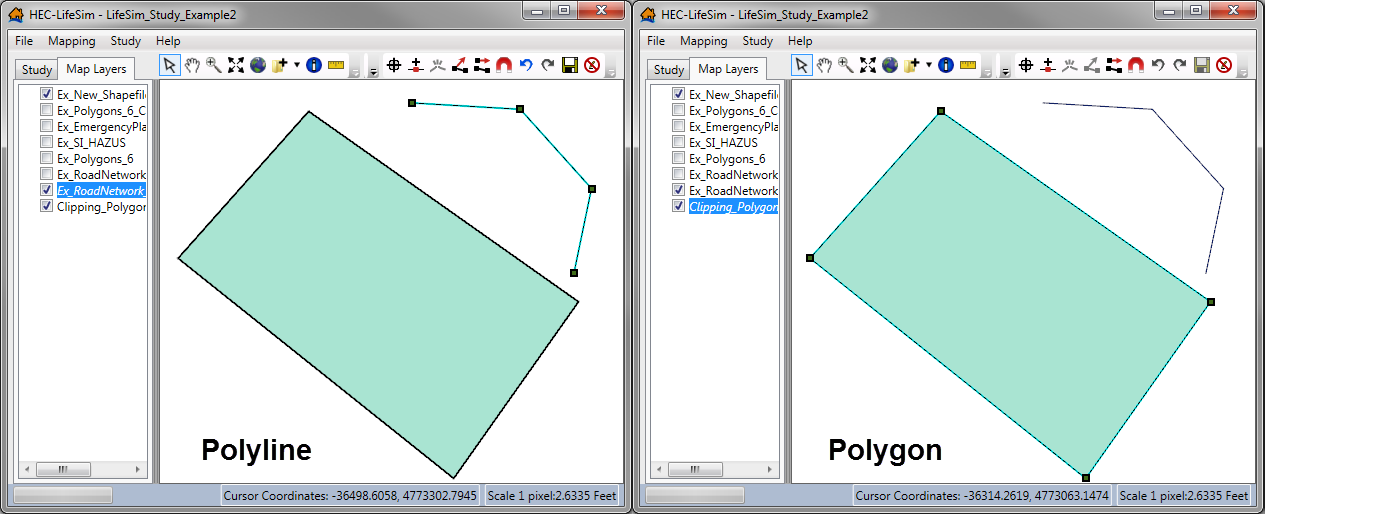 HEC-LifeSim - LifeSim_Study_Example2
File Mapping Study Help
Study Map Layers
Ex_New_Shapefil
Ex_Polygons_6_C
Ex_EmergencyPla
Ex_SI_HAZUS
Ex_Polygons_6
Ex_RoadNetwork
Ex_RoadNetwork
Clipping_Polygon
Polyline
Cursor Coordinates: -36498.6058, 4773302.7945 Scale 1 pixel:2.6335 Feet
HEC-LifeSim - LifeSim_Study_Example2
File Mapping Study Help
Study Map Layers
Ex_New_Shapefil
Ex_Polygons_6_C
Ex_EmergencyPla
Ex_SI_HAZUS
Ex_Polygons_6
Ex_RoadNetwork
Ex_RoadNetwork
Clipping_Polygon
Polygon
Cursor Coordinates: -36314.2619, 4773063.1474 Scale 1 pixel:2.6335 Feet